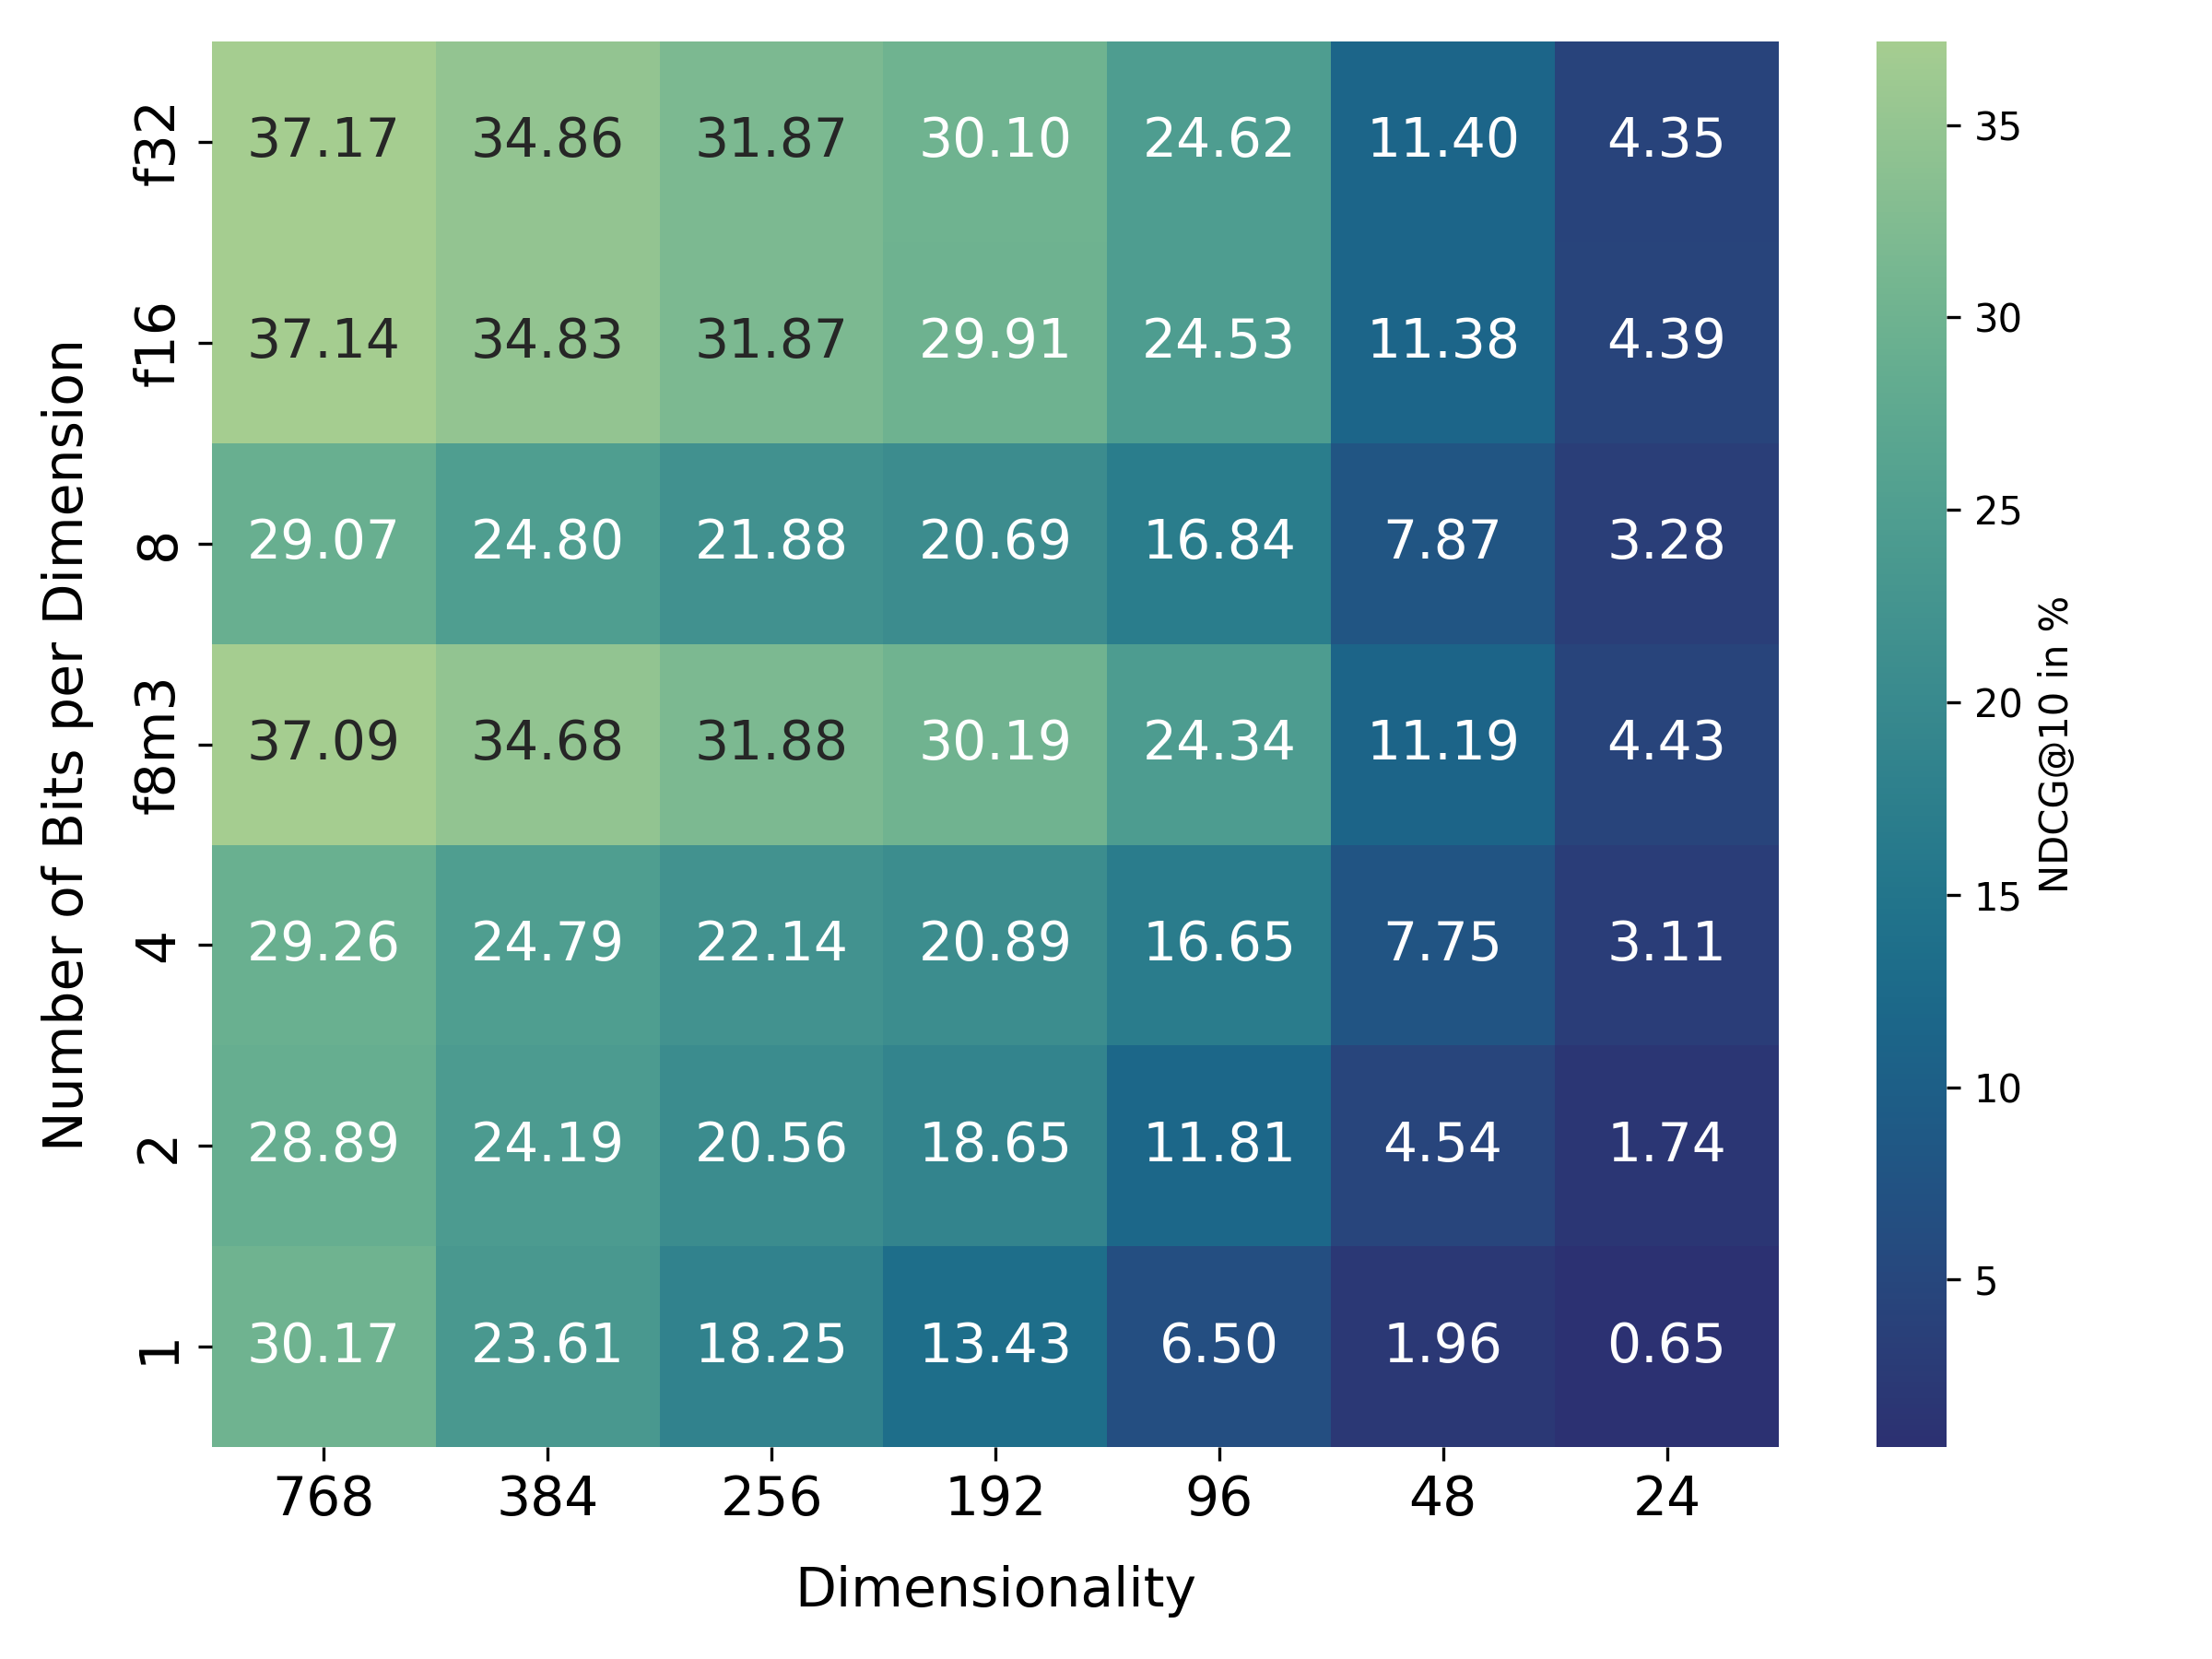 Number of Bits per Dimension
f32 37.17 34.86 31.87 30.10 24.62 11.40 4.35
f16 37.14 34.83 31.87 29.91 24.53 11.38 4.39
8 29.07 24.80 21.88 20.69 16.84 7.87 3.28
f8m3 37.09 34.68 31.88 30.19 24.34 11.19 4.43
4 29.26 24.79 22.14 20.89 16.65 7.75 3.11
2 28.89 24.19 20.56 18.65 11.81 4.54 1.74
1 30.17 23.61 18.25 13.43 6.50 1.96 0.65
768 384 256 192 96 48 24
Dimensionality
35
30
25
20
15
10
5
NDCG@10 in %